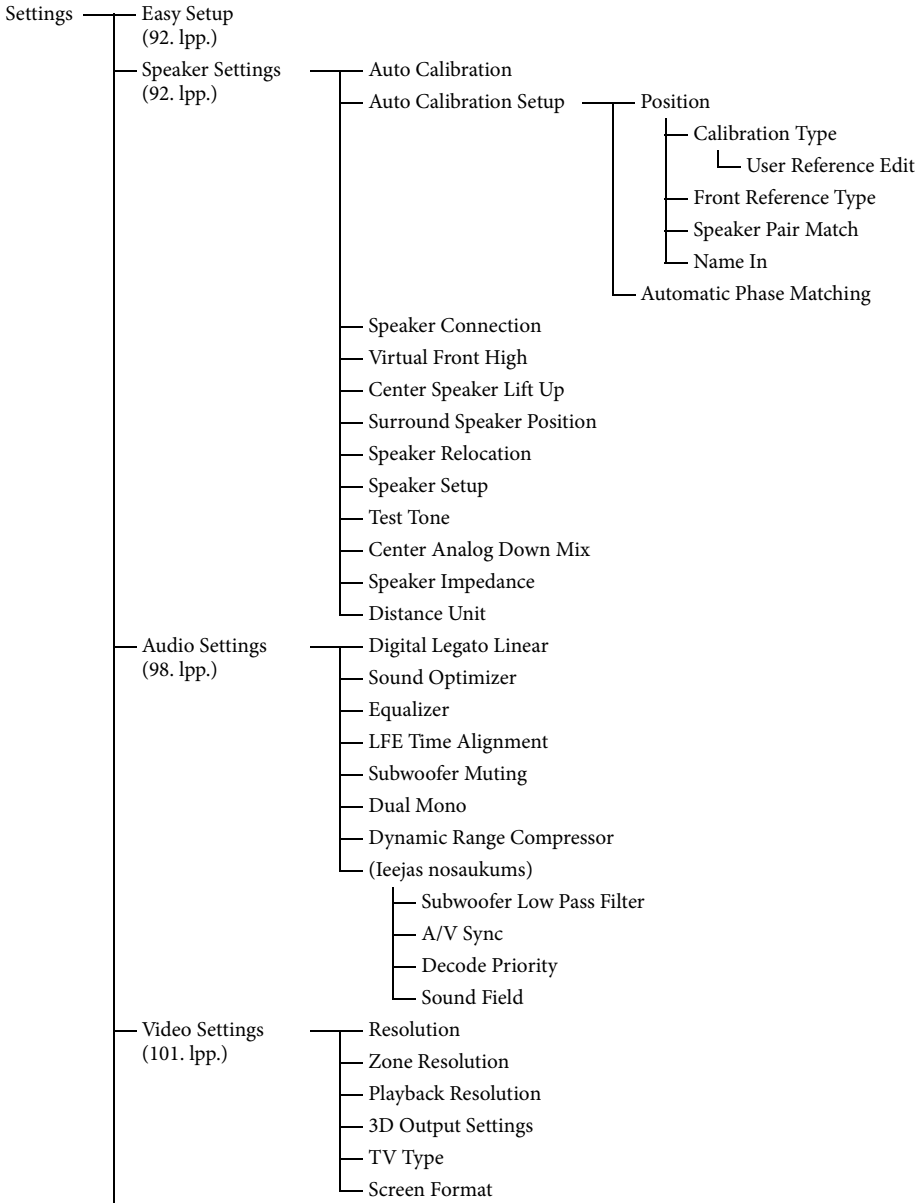 Settings
Easy Setup
(92. lpp.)
Speaker Settings
(92. lpp.)
Auto Calibration
Auto Calibration Setup
Position
Calibration Type
User Reference Edit
Front Reference Type
Speaker Pair Match
Name In
Automatic Phase Matching
Speaker Connection
Virtual Front High
Center Speaker Lift Up
Surround Speaker Position
Speaker Relocation
Speaker Setup
Test Tone
Center Analog Down Mix
Speaker Impedance
Distance Unit
Audio Settings
(98. lpp.)
Digital Legato Linear
Sound Optimizer
Equalizer
LFE Time Alignment
Subwoofer Muting
Dual Mono
Dynamic Range Compressor
(Ieejas nosaukums)
Subwoofer Low Pass Filter
A/V Sync
Decode Priority
Sound Field
Video Settings
(101. lpp.)
Resolution
Zone Resolution
Playback Resolution
3D Output Settings
TV Type
Screen Format